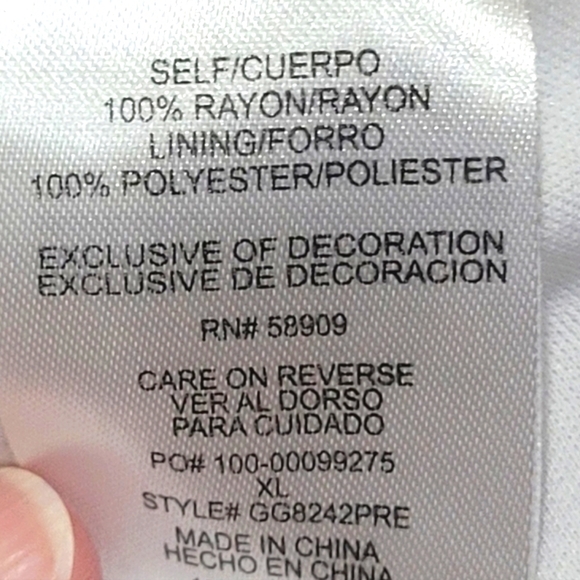 SELF/CUERPO
100% RAYON/RAYON
LINING/FORRO
100% POLYESTER/POLIESTER
EXCLUSIVE OF DECORATION
EXCLUSIVE DE DECORACION
RN# 58909
CARE ON REVERSE
VER AL DORSO
PARA CUIDADO
PO# 100-00099275
XL
STYLE# GG8242PRE
MADE IN CHINA
HECHO EN CHINA